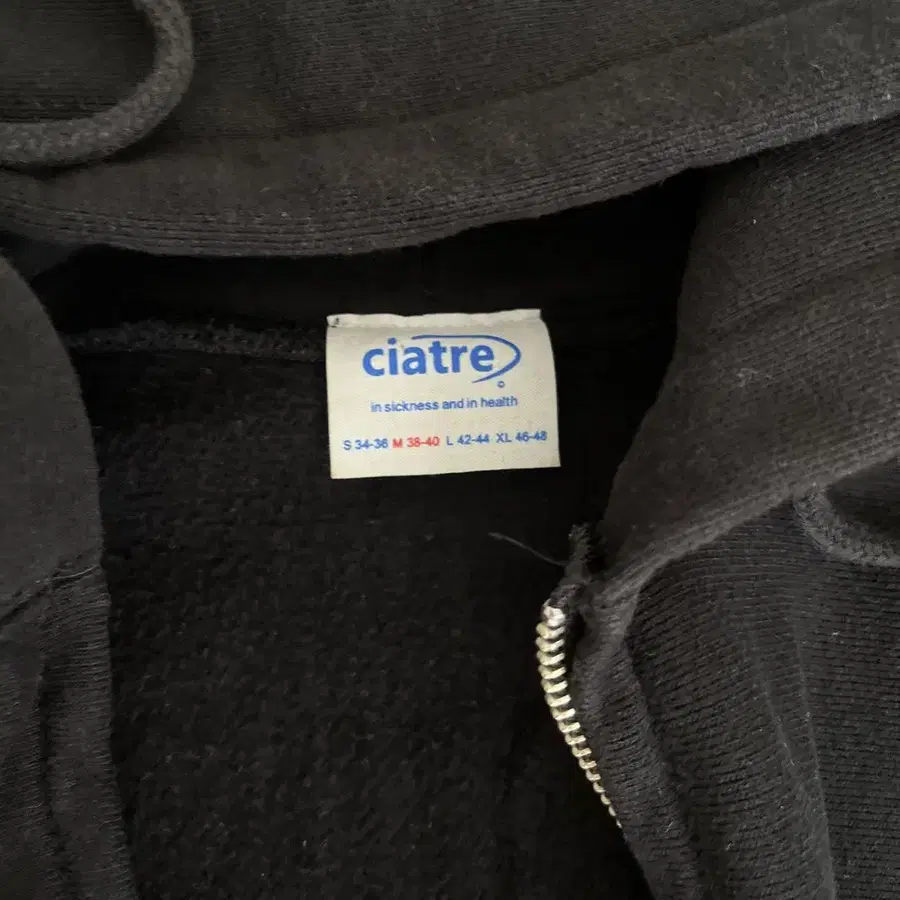 ciatre
©
in sickness and in health
S 34-36 M 38-40 L 42-44 XL 46-48